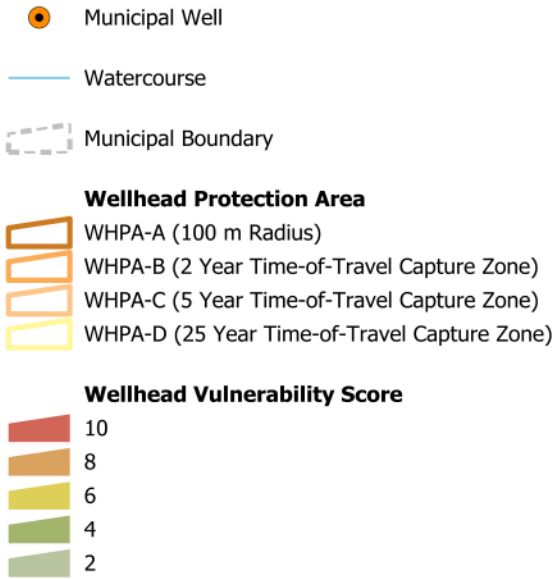 Municipal Well
Watercourse
Municipal Boundary
Wellhead Protection Area
WHPA-A (100 m Radius)
WHPA-B (2 Year Time-of-Travel Capture Zone)
WHPA-C (5 Year Time-of-Travel Capture Zone)
WHPA-D (25 Year Time-of-Travel Capture Zone)
Wellhead Vulnerability Score
10
8
6
4
2